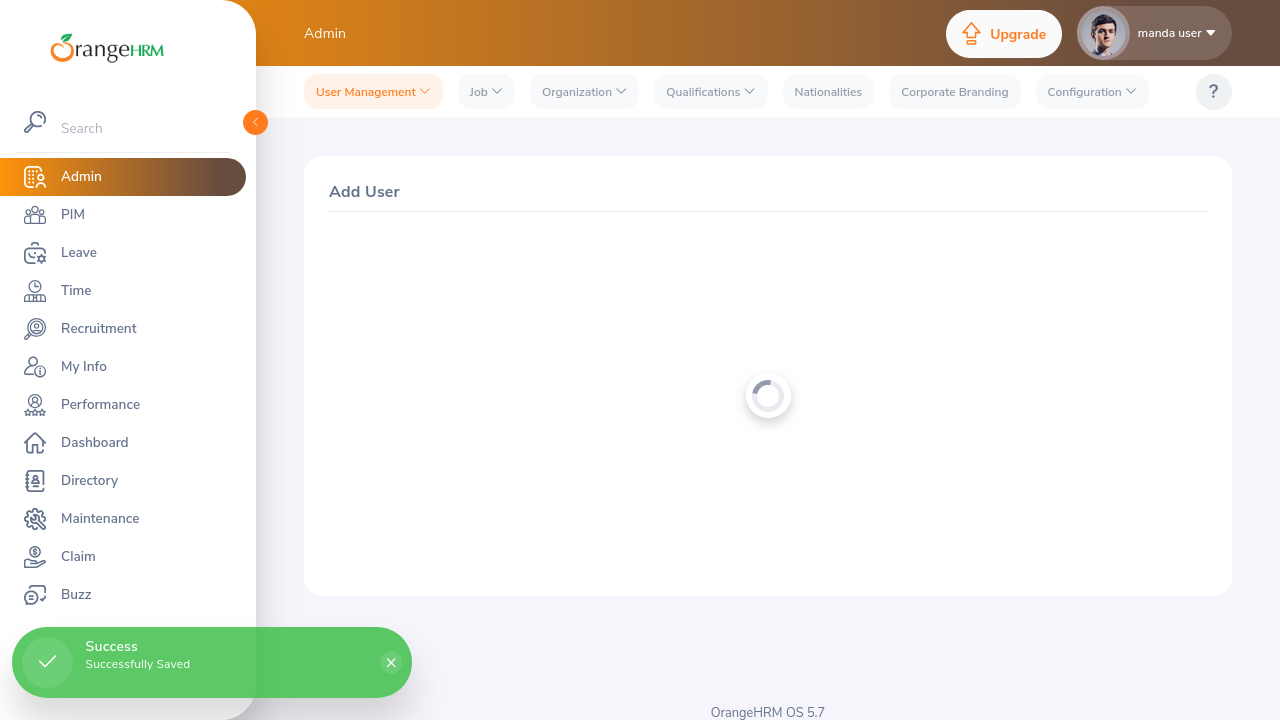 OrangeHRM
Admin
Upgrade
manda user
User Management
Job
Organization
Qualifications
Nationalities
Corporate Branding
Configuration
?
Search
Add User
Admin
PIM
Leave
Time
Recruitment
My Info
Performance
Dashboard
Directory
Maintenance
Claim
Buzz
Success
Successfully Saved
OrangeHRM OS 5.7